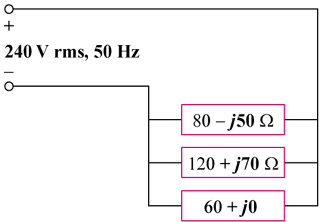 +
240 V rms, 50 Hz
–
80 – j50 Ω
120 + j70 Ω
60 + j0